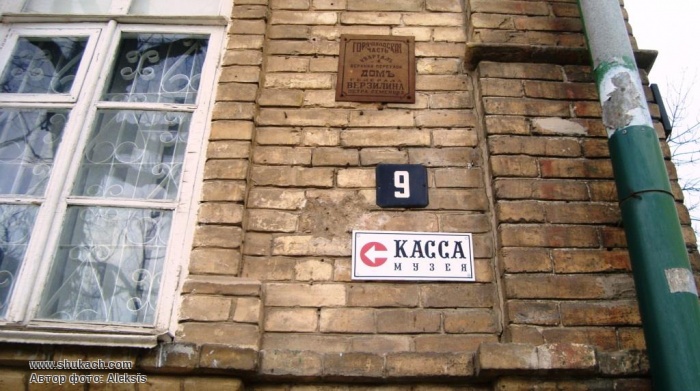 ДОМЪ
ВЕРЗИЛИНА
9
КАССА
МУЗЕЯ
www.shukach.com
Автор фото: Aleksis